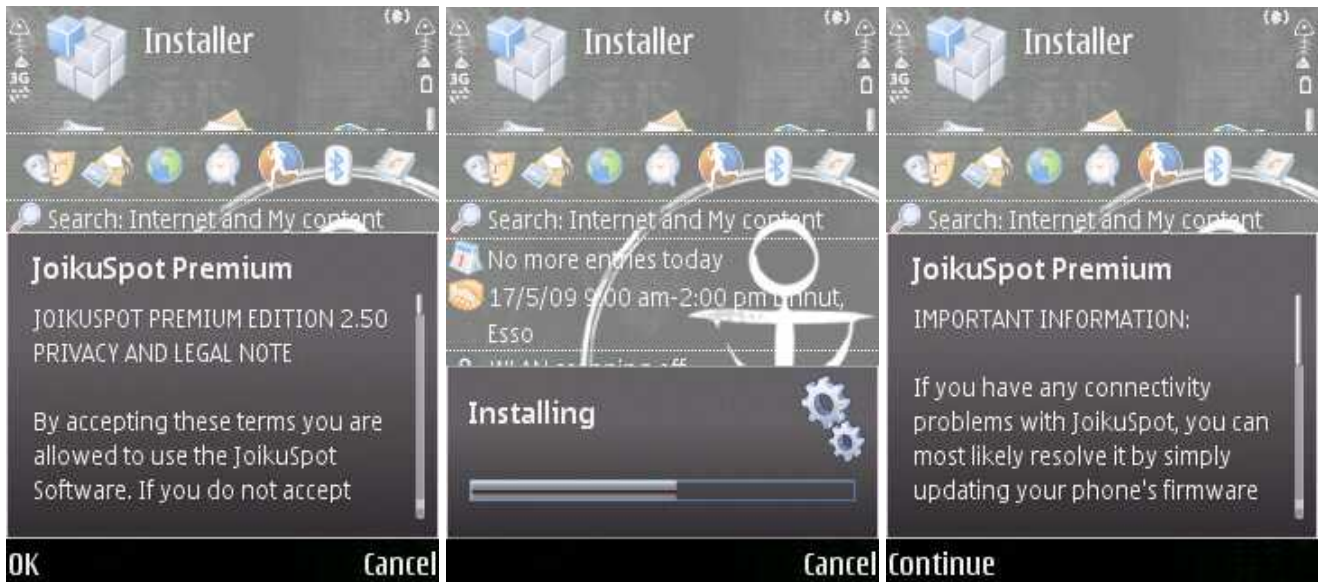 Installer
3G
Search: Internet and My content
JoikuSpot Premium
JOIKUSPOT PREMIUM EDITION 2.50
PRIVACY AND LEGAL NOTE
By accepting these terms you are
allowed to use the JoikuSpot
Software. If you do not accept
OK Cancel
Installer
3G
Search: Internet and My content
No more entries today
17/5/09 9:00 am-2:00 pm
Esso
Installing
Cancel
Installer
3G
Search: Internet and My content
JoikuSpot Premium
IMPORTANT INFORMATION:
If you have any connectivity
problems with JoikuSpot, you can
most likely resolve it by simply
updating your phone's firmware
Continue